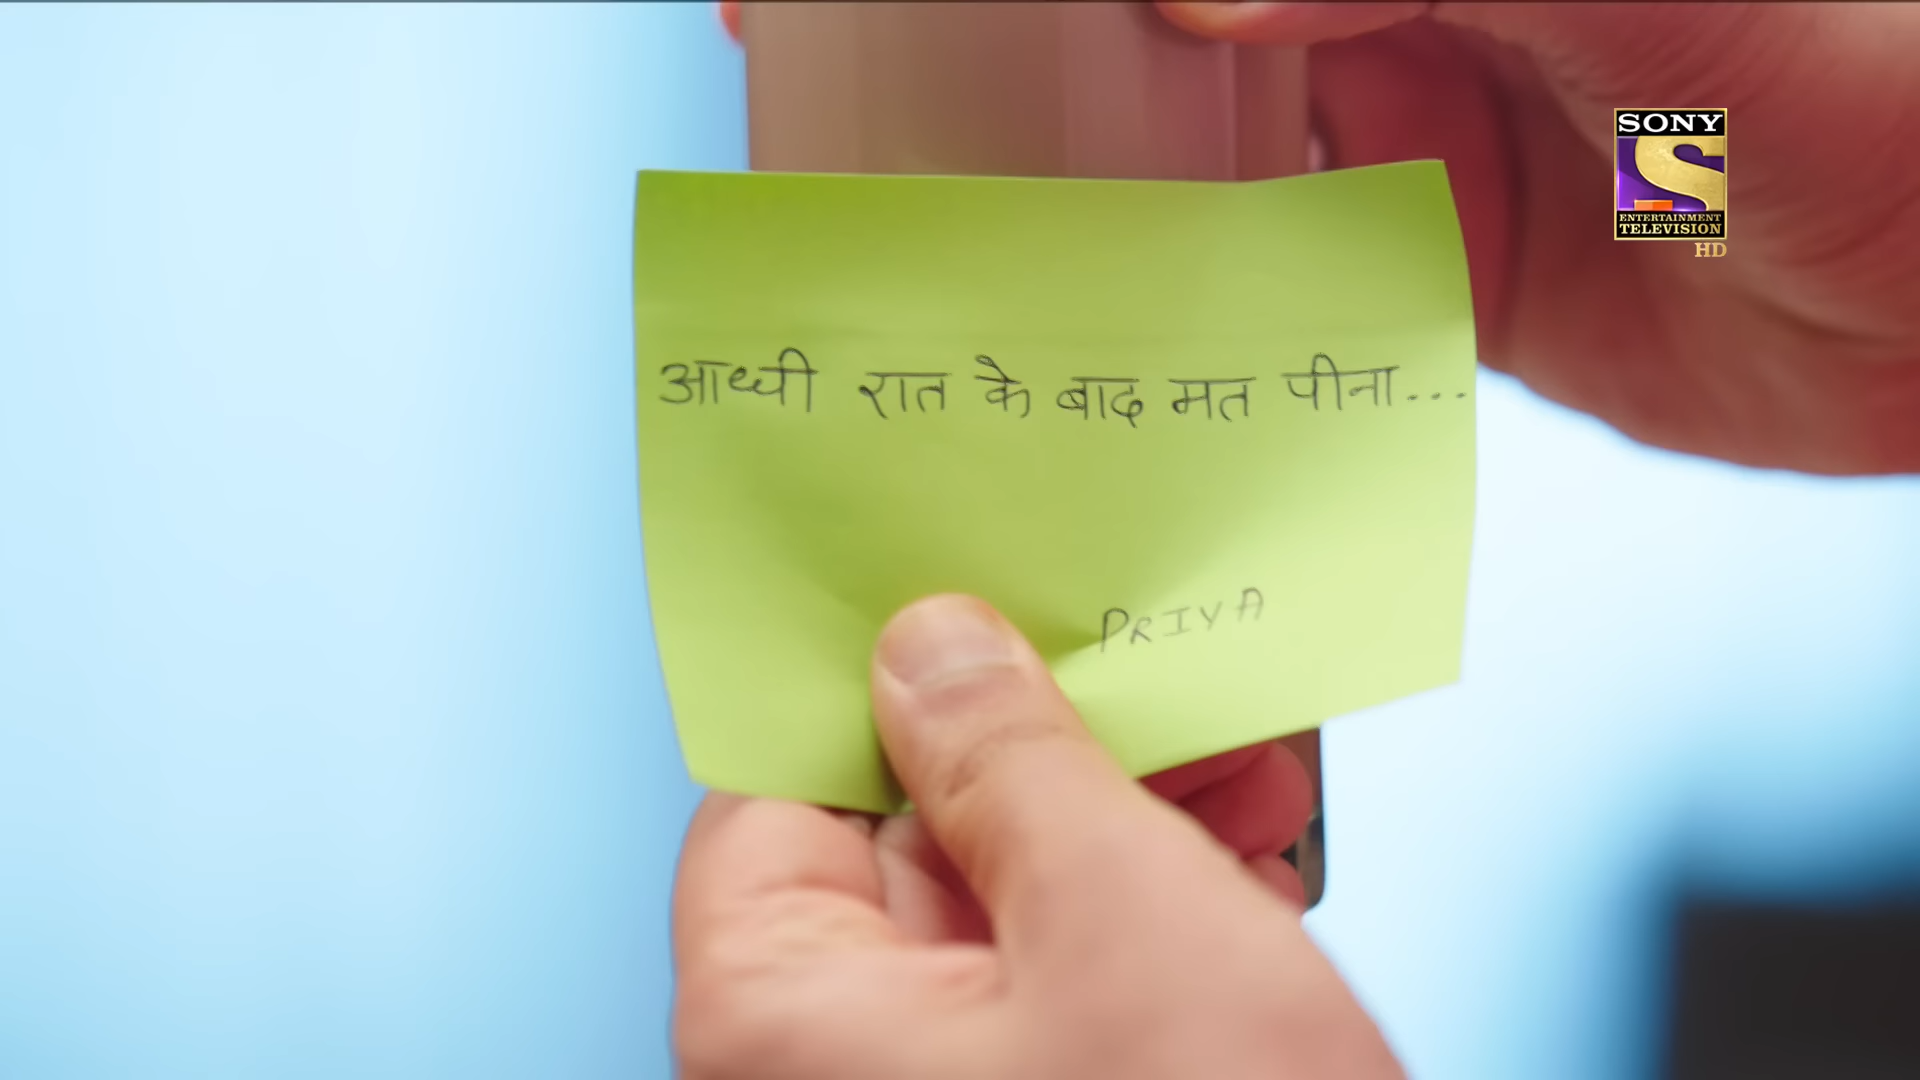 आध्यी रात के बाद मत पीना...
PRIYA
SONY
ENTERTAINMENT
TELEVISION
HD